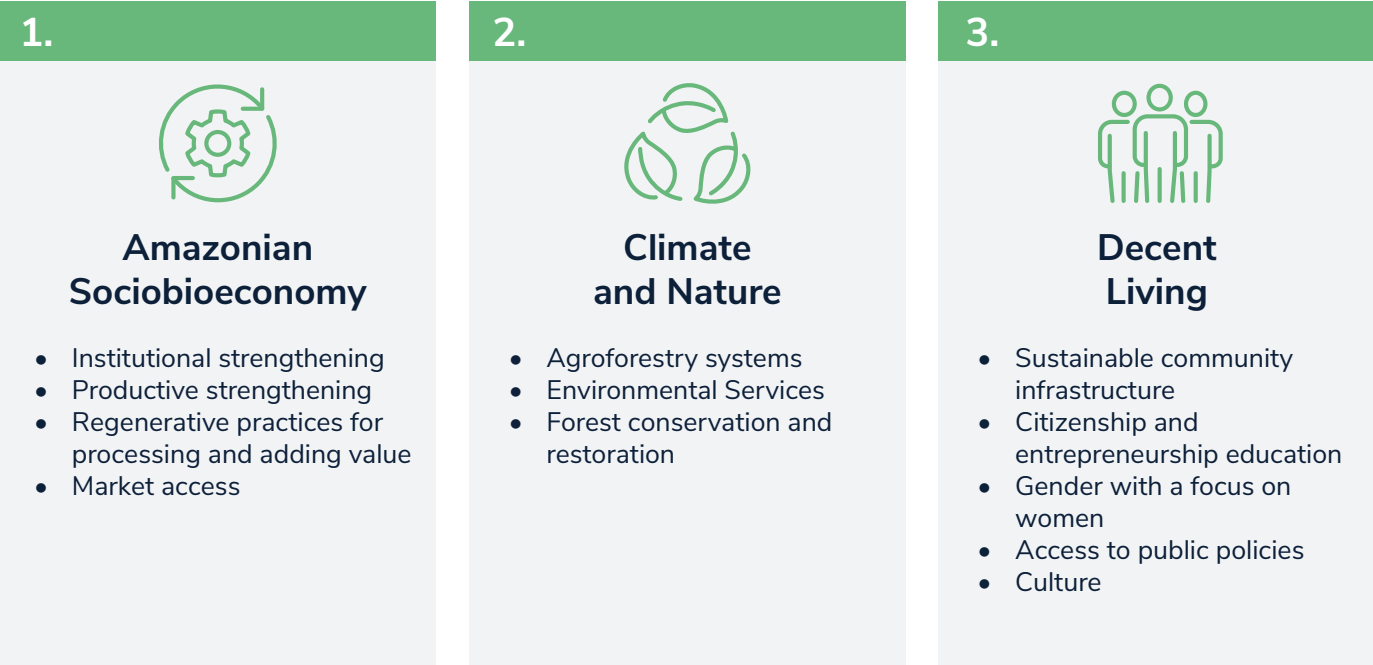 1.
Amazonian
Sociobioeconomy
• Institutional strengthening
• Productive strengthening
• Regenerative practices for
processing and adding value
• Market access
2.
Climate
and Nature
• Agroforestry systems
• Environmental Services
• Forest conservation and
restoration
3.
Decent
Living
• Sustainable community
infrastructure
• Citizenship and
entrepreneurship education
• Gender with a focus on
women
• Access to public policies
• Culture